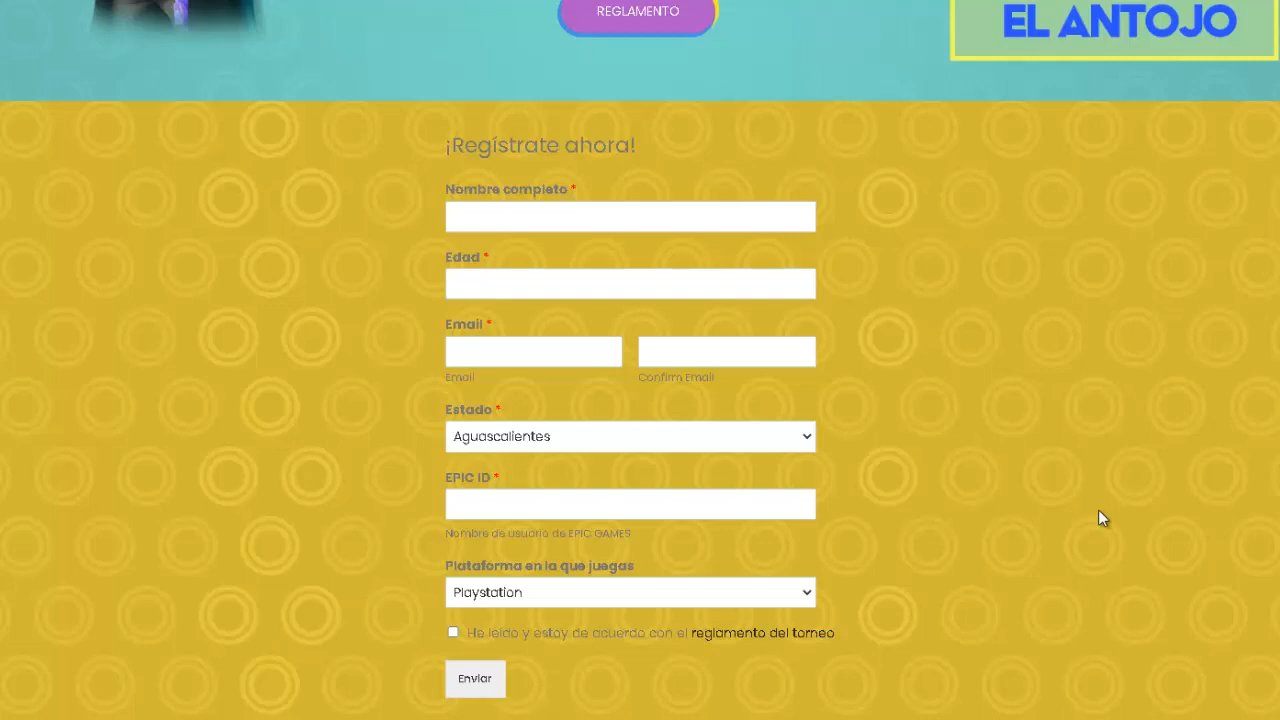 REGLAMENTO
EL ANTOJO
¡Regístrate ahora!
Nombre completo *
Edad *
Email *
Email
Confirm Email
Estado *
Aguascalientes
EPIC ID *
Nombre de usuario de EPIC GAMES
Plataforma en la que juegas
Playstation
He leído y estoy de acuerdo con el reglamento del torneo
Enviar